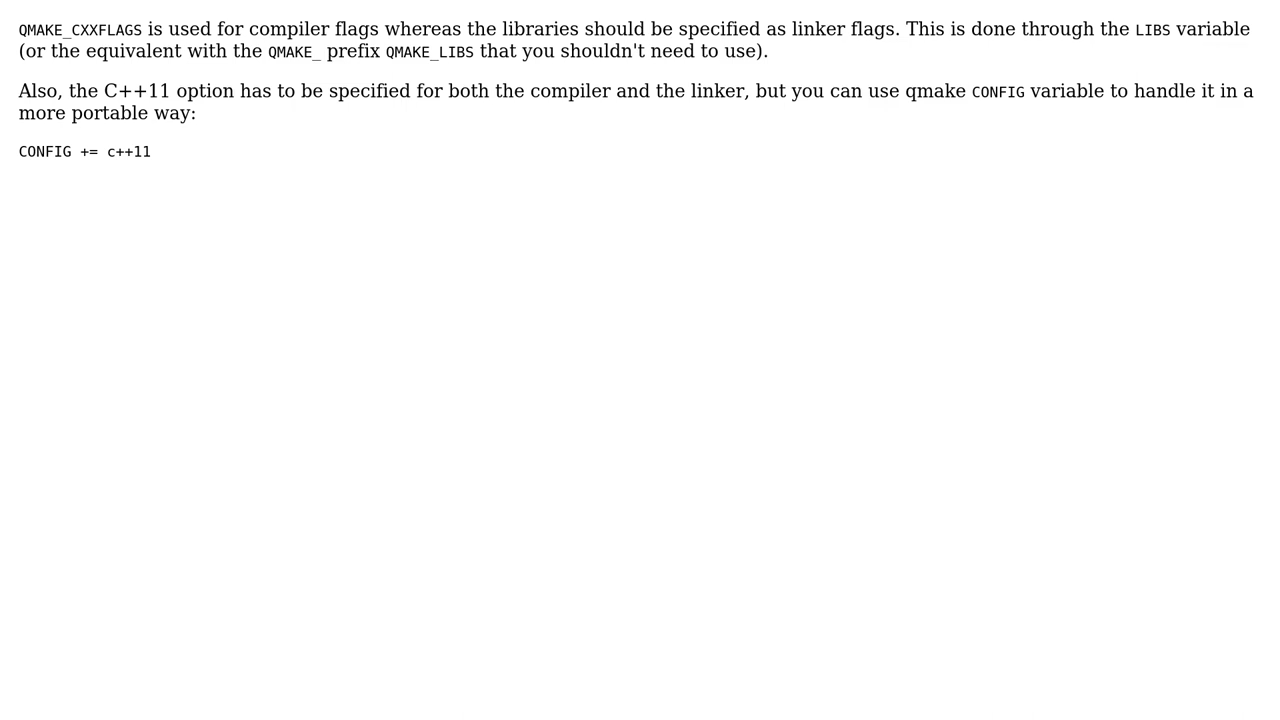 QMAKE_CXXFLAGS is used for compiler flags whereas the libraries should be specified as linker flags. This is done through the LIBS variable
(or the equivalent with the QMAKE_ prefix QMAKE_LIBS that you shouldn't need to use).
Also, the C++11 option has to be specified for both the compiler and the linker, but you can use qmake CONFIG variable to handle it in a
more portable way:
CONFIG += c++11